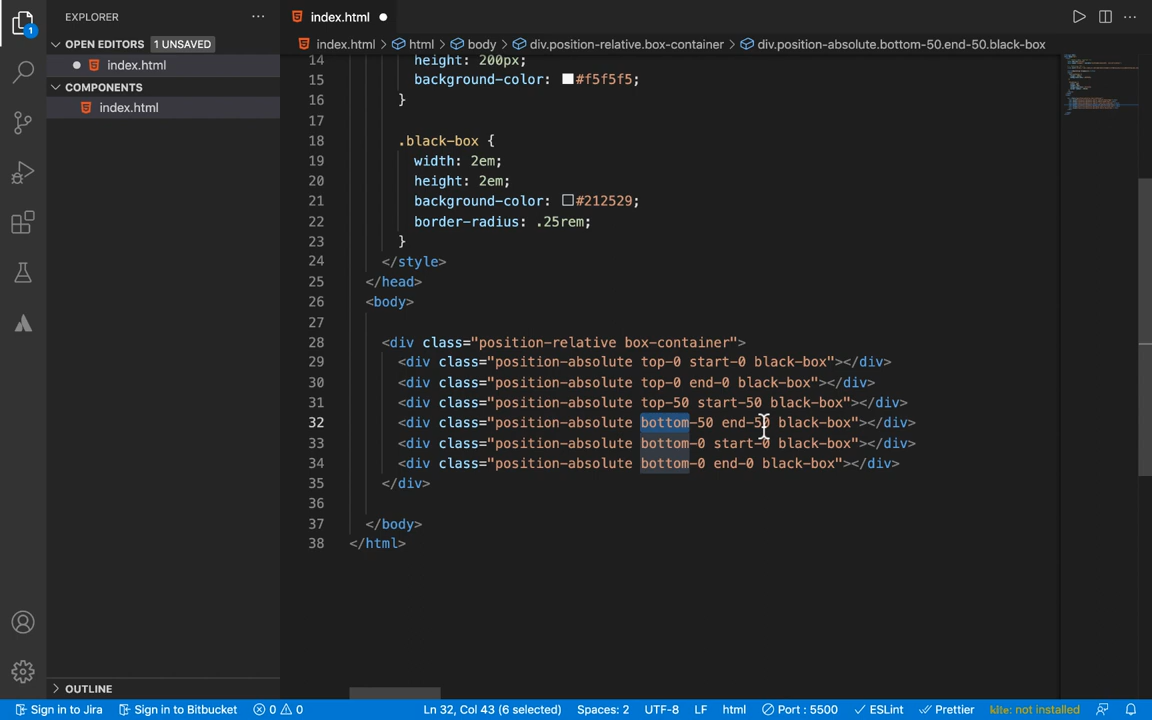 EXPLORER
index.html
OPEN EDITORS 1 UNSAVED
index.html
COMPONENTS
index.html
index.html > html > body > div.position-relative.box-container > div.position-absolute.bottom-50.end-50.black-box
14 height: 200px;
15 background-color: #f5f5f5;
16 }
17
18 .black-box {
19 width: 2em;
20 height: 2em;
21 background-color: #212529;
22 border-radius: .25rem;
23 }
24 </style>
25 </head>
26 <body>
27
28 <div class="position-relative box-container">
29 <div class="position-absolute top-0 start-0 black-box"></div>
30 <div class="position-absolute top-0 end-0 black-box"></div>
31 <div class="position-absolute top-50 start-50 black-box"></div>
32 <div class="position-absolute bottom-50 end-50 black-box"></div>
33 <div class="position-absolute bottom-0 start-0 black-box"></div>
34 <div class="position-absolute bottom-0 end-0 black-box"></div>
35 </div>
36
37 </body>
38 </html>
1
OUTLINE
Sign in to Jira Sign in to Bitbucket 0 0 Ln 32, Col 43 (6 selected) Spaces: 2 UTF-8 LF html Port : 5500 ESLint Prettier kite: not installed